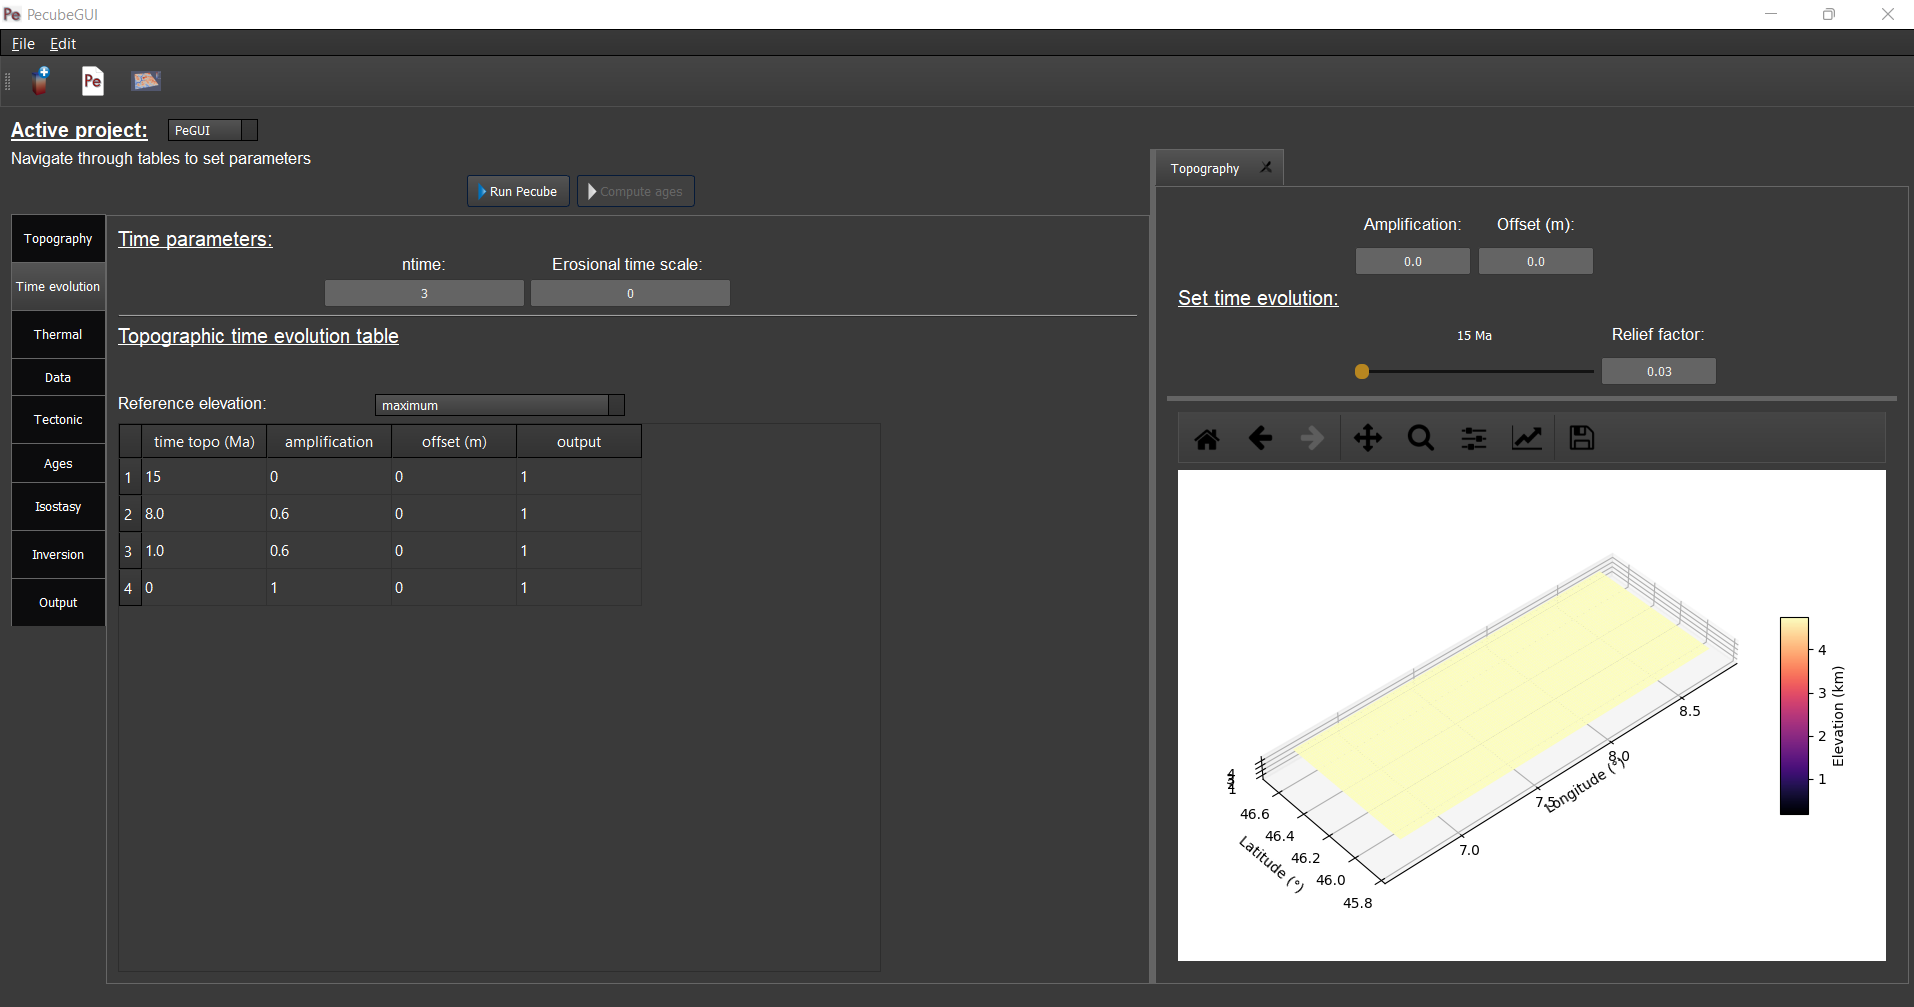 PecubeGUI
File Edit
Pe
Active project: PeGUI
Navigate through tables to set parameters
Run Pecube Compute ages
Topography
Time evolution
Thermal
Data
Tectonic
Ages
Isostasy
Inversion
Output
Time parameters:
ntime: Erosional time scale:
3 0
Topographic time evolution table
Reference elevation: maximum
time topo (Ma) amplification offset (m) output
1 15 0 0 1
2 8.0 0.6 0 1
3 1.0 0.6 0 1
4 0 1 0 1
Topography
Amplification: Offset (m):
0.0 0.0
Set time evolution:
15 Ma Relief factor:
0.03
4
3
2
1
46.6
46.4
46.2
46.0
45.8
Latitude (°)
7.0
7.5
8.0
8.5
Longitude (°)
4
3
2
1
Elevation (km)